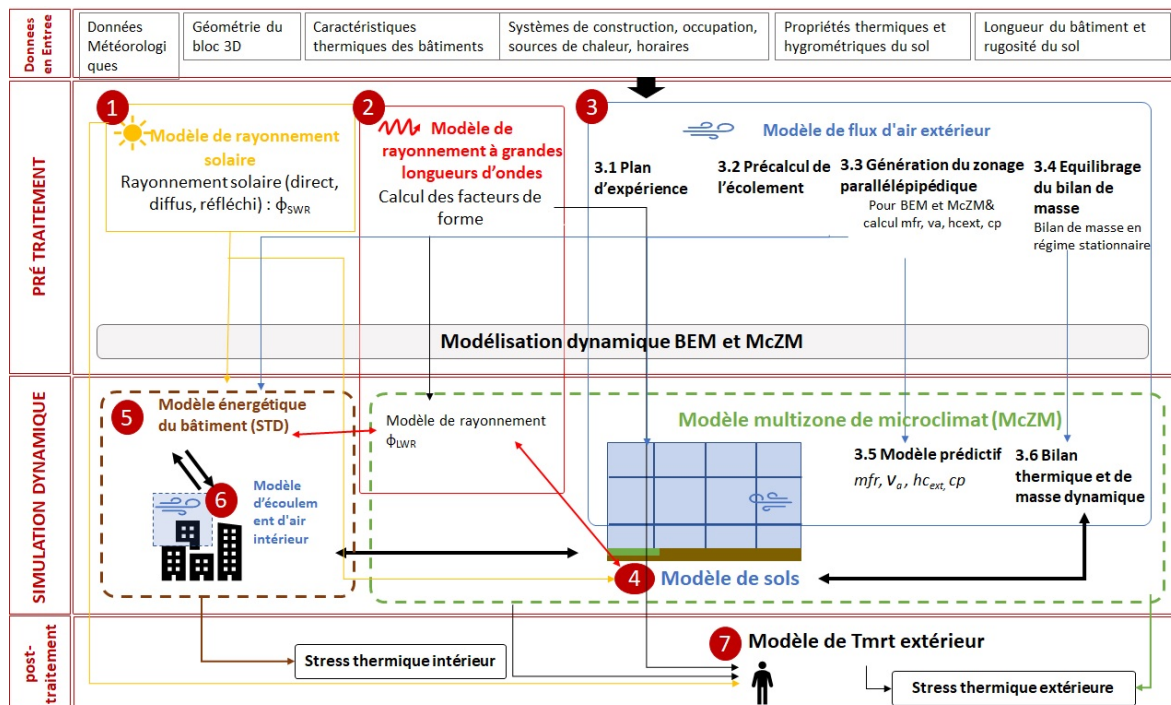 Données en Entree
Données
Météorologi
ques
Géométrie du
bloc 3D
Caractéristiques
thermiques des bâtiments
Systèmes de construction, occupation,
sources de chaleur, horaires
Propriétés thermiques et
hygrométriques du sol
Longueur du bâtiment et
rugosité du sol
PRÉ TRAITEMENT
1
Modèle de rayonnement
solaire
Rayonnement solaire (direct,
diffus, réfléchi) : ϕSWR
2
Modèle de
rayonnement à grandes
longueurs d'ondes
Calcul des facteurs de
forme
3
Modèle de flux d'air extérieur
3.1 Plan
d'expérience
3.2 Précalcul de
l'écolement
3.3 Génération du zonage
parallélépipédique
Pour BEM et McZM&
calcul mfr, va, hcext, cp
3.4 Equilibrage
du bilan de
masse
Bilan de masse en
régime stationnaire
Modélisation dynamique BEM et McZM
SIMULATION DYNAMIQUE
5
Modèle énergétique
du bâtiment (STD)
6
Modèle
d'écoulem
ent d'air
intérieur
Modèle de rayonnement
ϕLWR
Modèle multizone de microclimat (McZM)
3.5 Modèle prédictif
mfr, va, hcext, cp
3.6 Bilan
thermique et de
masse dynamique
4
Modèle de sols
post-
traitement
Stress thermique intérieur
7
Modèle de Tmrt extérieur
Stress thermique extérieure